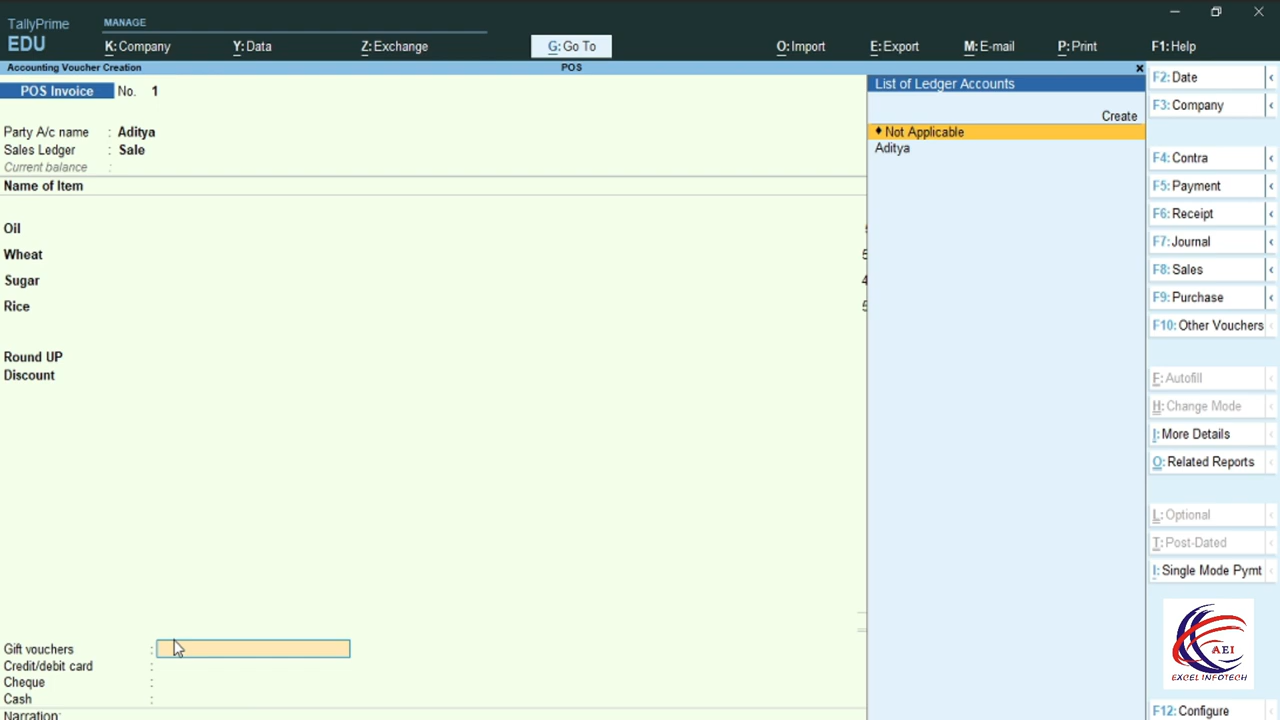 TallyPrime
EDU
MANAGE
K: Company
Y: Data
Z: Exchange
G: Go To
O: Import
E: Export
M: E-mail
P: Print
F1: Help
Accounting Voucher Creation
POS
POS Invoice No. 1
Party A/c name : Aditya
Sales Ledger : Sale
Current balance :
Name of Item
Oil
Wheat 5
Sugar 4
Rice 5
Round UP
Discount
Gift vouchers :
Credit/debit card :
Cheque :
Cash :
Narration:
List of Ledger Accounts
Create
♦ Not Applicable
Aditya
F2: Date
F3: Company
F4: Contra
F5: Payment
F6: Receipt
F7: Journal
F8: Sales
F9: Purchase
F10: Other Vouchers
F: Autofill
H: Change Mode
I: More Details
O: Related Reports
L: Optional
T: Post-Dated
I: Single Mode Pymt
AEI
EXCEL INFOTECH
F12: Configure